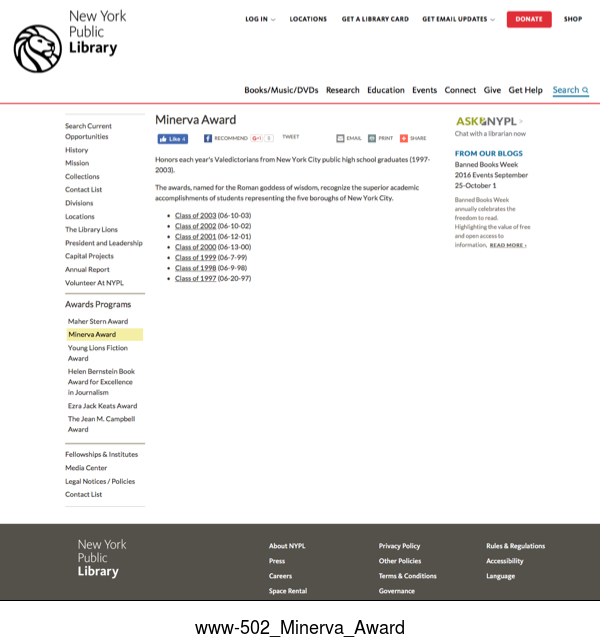 New York
Public
Library
LOG IN
LOCATIONS
GET A LIBRARY CARD
GET EMAIL UPDATES
DONATE
SHOP
Books/Music/DVDs Research Education Events Connect Give Get Help Search
Search Current
Opportunities
History
Mission
Collections
Contact List
Divisions
Locations
The Library Lions
President and Leadership
Capital Projects
Annual Report
Volunteer At NYPL
Awards Programs
Maher Stern Award
Minerva Award
Young Lions Fiction
Award
Helen Bernstein Book
Award for Excellence
in Journalism
Ezra Jack Keats Award
The Jean M. Campbell
Award
Fellowships & Institutes
Media Center
Legal Notices / Policies
Contact List
Minerva Award
Like 4
RECOMMEND
G+1
0
TWEET
EMAIL
PRINT
SHARE
Honors each year's Valedictorians from New York City public high school graduates (1997-
2003).
The awards, named for the Roman goddess of wisdom, recognize the superior academic
accomplishments of students representing the five boroughs of New York City.
• Class of 2003 (06-10-03)
• Class of 2002 (06-10-02)
• Class of 2001 (06-12-01)
• Class of 2000 (06-13-00)
• Class of 1999 (06-7-99)
• Class of 1998 (06-9-98)
• Class of 1997 (06-20-97)
ASK NYPL >
Chat with a librarian now
FROM OUR BLOGS
Banned Books Week
2016 Events September
25-October 1
Banned Books Week
annually celebrates the
freedom to read.
Highlighting the value of free
and open access to
information, READ MORE ›
New York
Public
Library
About NYPL
Press
Careers
Space Rental
Privacy Policy
Other Policies
Terms & Conditions
Governance
Rules & Regulations
Accessibility
Language
www-502_Minerva_Award